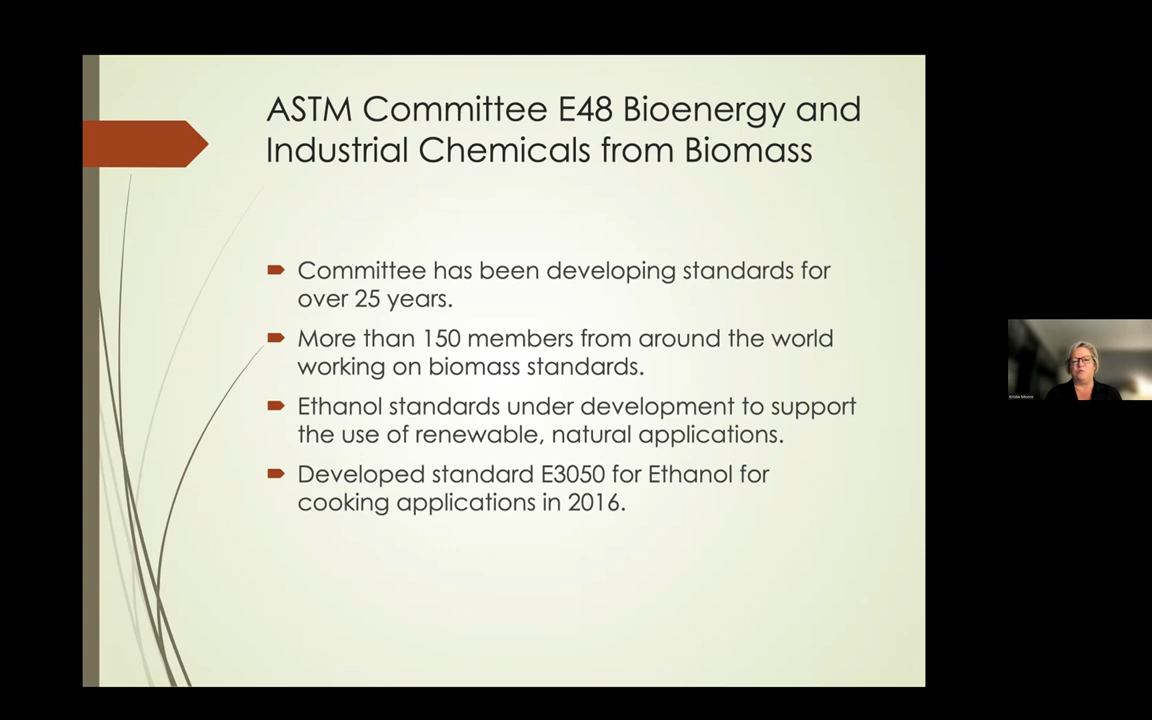 ASTM Committee E48 Bioenergy and
Industrial Chemicals from Biomass
Committee has been developing standards for
over 25 years.
More than 150 members from around the world
working on biomass standards.
Ethanol standards under development to support
the use of renewable, natural applications.
Developed standard E3050 for Ethanol for
cooking applications in 2016.